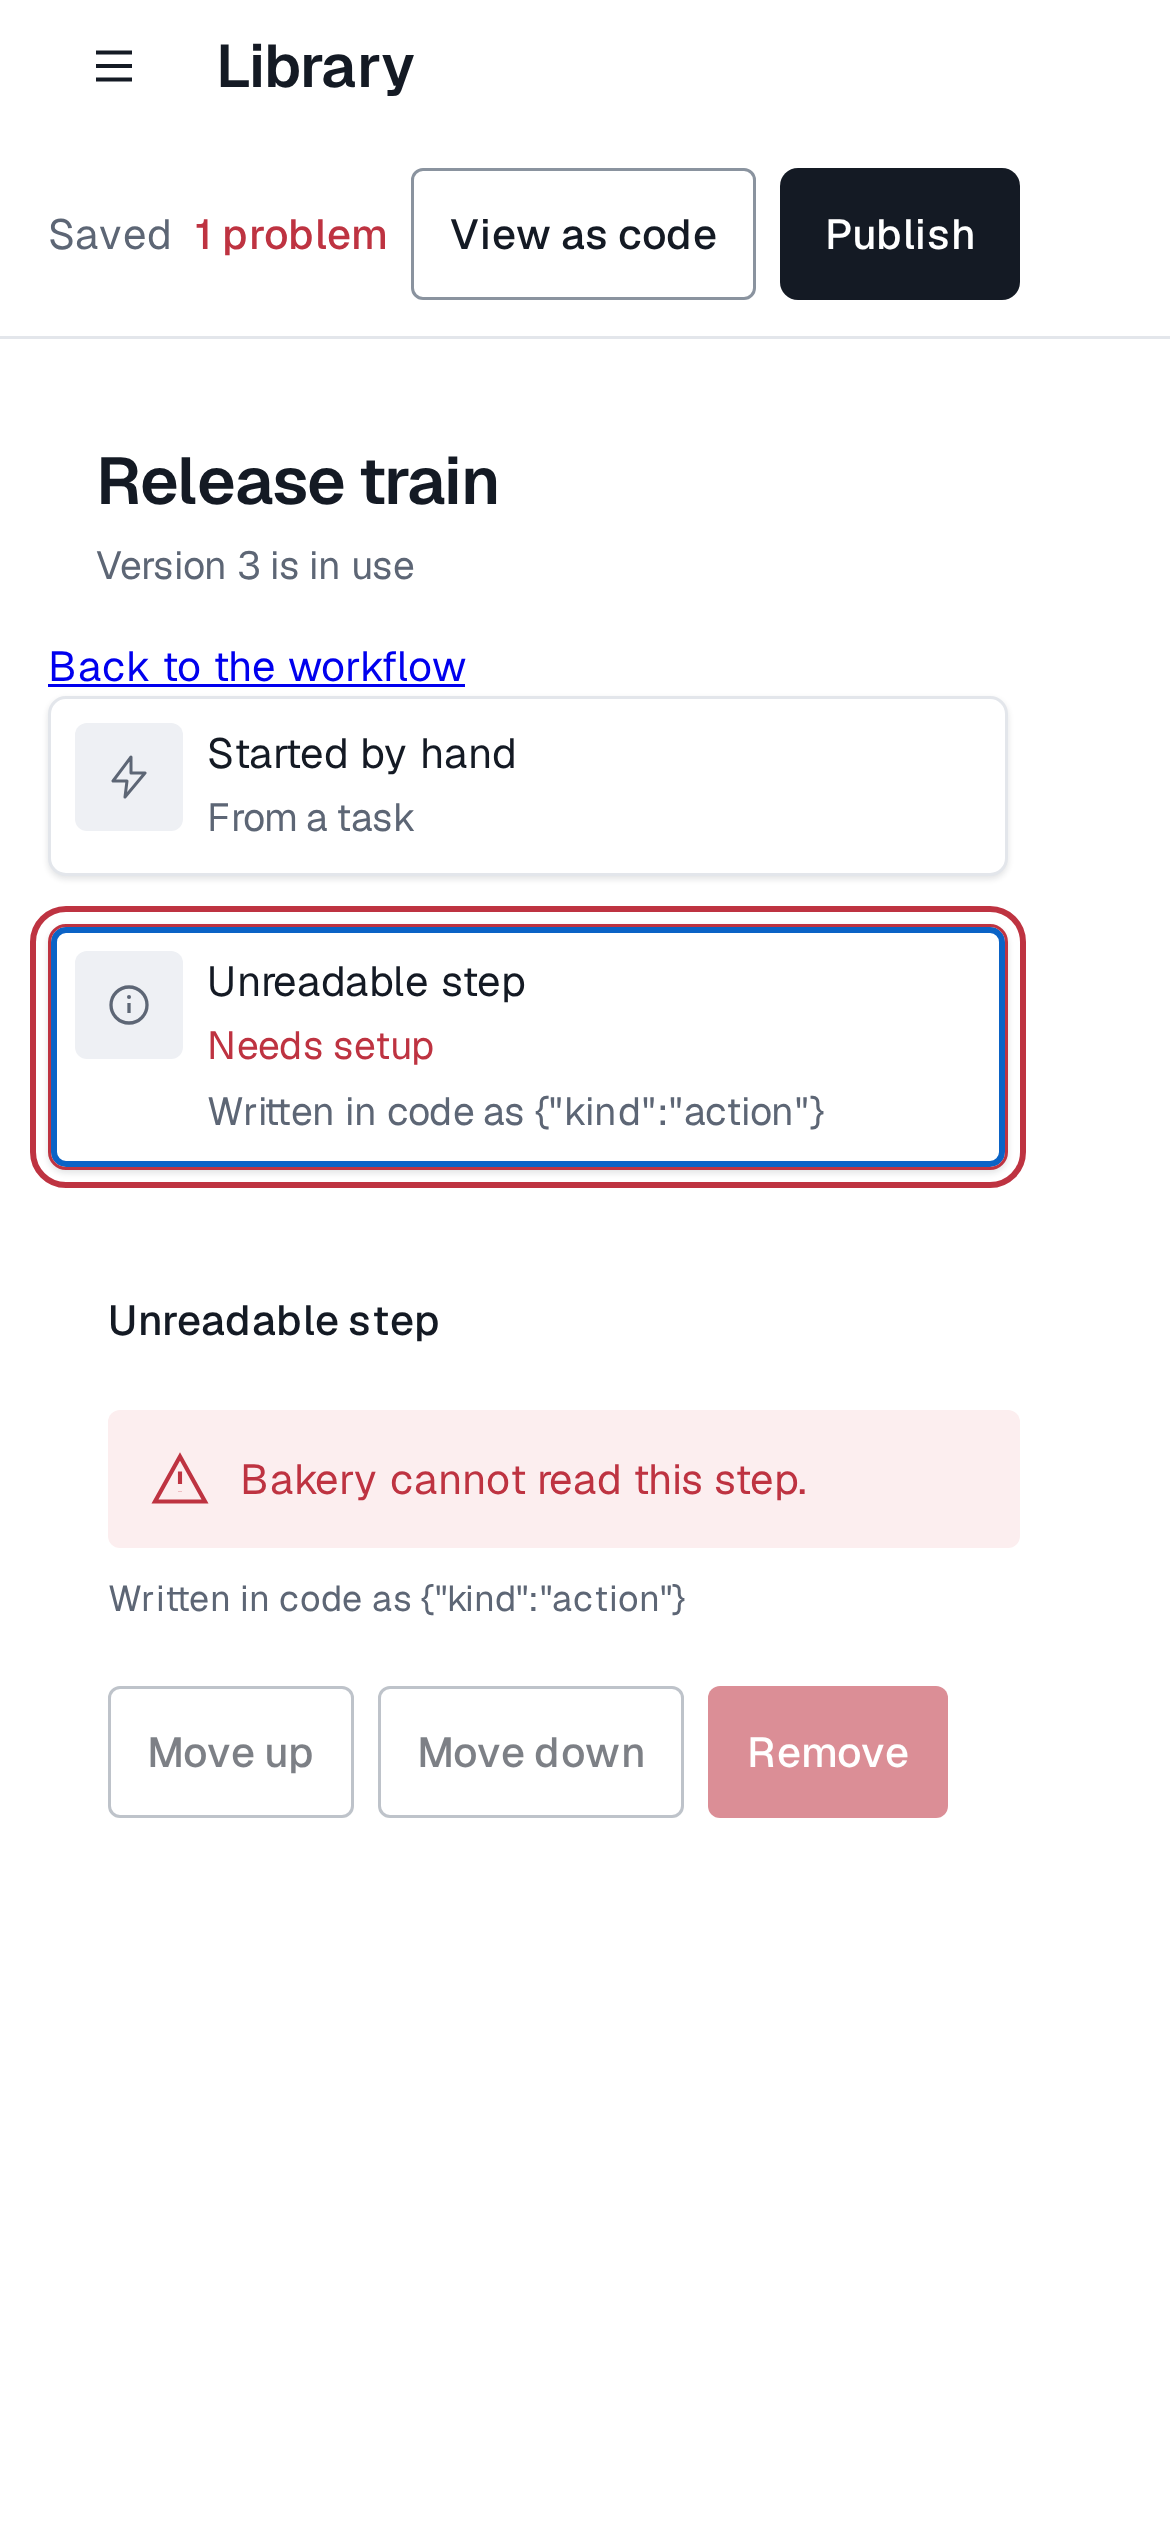 Library
Saved 1 problem View as code Publish
Release train
Version 3 is in use
Back to the workflow
Started by hand
From a task
Unreadable step
Needs setup
Written in code as {"kind":"action"}
Unreadable step
Bakery cannot read this step.
Written in code as {"kind":"action"}
Move up Move down Remove